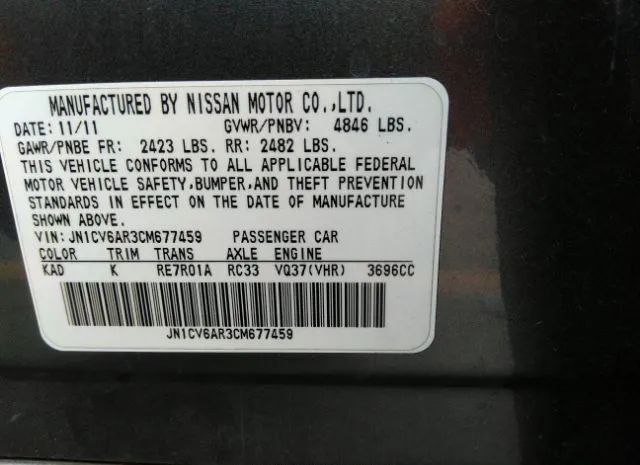 MANUFACTURED BY NISSAN MOTOR CO.,LTD.
DATE: 11/11 GVWR/PNBV: 4846 LBS.
GAWR/PNBE FR: 2423 LBS. RR: 2482 LBS.
THIS VEHICLE CONFORMS TO ALL APPLICABLE FEDERAL
MOTOR VEHICLE SAFETY,BUMPER,AND THEFT PREVENTION
STANDARDS IN EFFECT ON THE DATE OF MANUFACTURE
SHOWN ABOVE.
VIN: JN1CV6AR3CM677459 PASSENGER CAR
COLOR TRIM TRANS AXLE ENGINE
KAD K RE7R01A RC33 VQ37(VHR) 3696CC
JN1CV6AR3CM677459